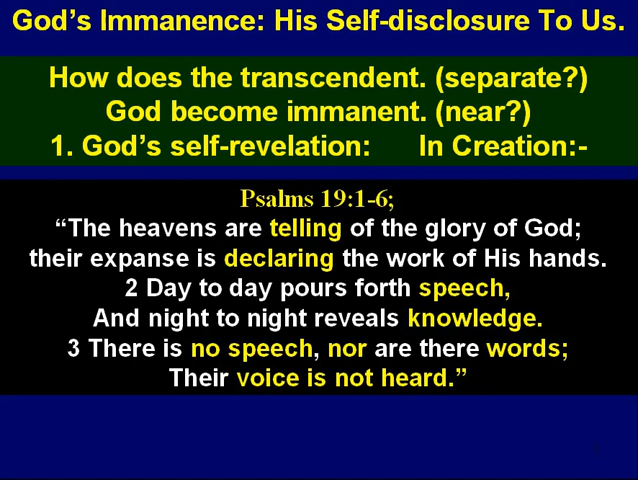 God's Immanence: His Self-disclosure To Us.
How does the transcendent. (separate?)
God become immanent. (near?)
1. God's self-revelation: In Creation:-
Psalms 19:1-6;
“The heavens are telling of the glory of God;
their expanse is declaring the work of His hands.
2 Day to day pours forth speech,
And night to night reveals knowledge.
3 There is no speech, nor are there words;
Their voice is not heard.”